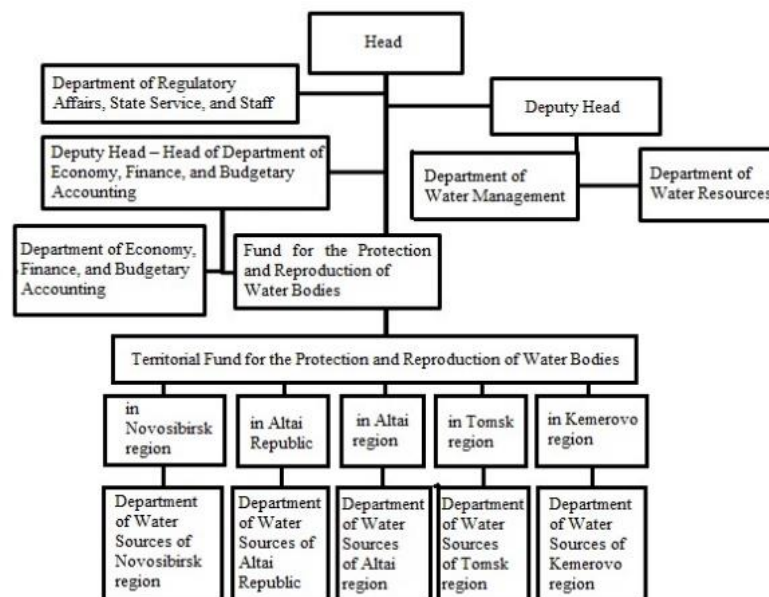 Head
Department of Regulatory
Affairs, State Service, and Staff
Deputy Head
Deputy Head – Head of Department of
Economy, Finance, and Budgetary
Accounting
Department of
Water Management
Department of
Water Resources
Department of Economy,
Finance, and Budgetary
Accounting
Fund for the Protection
and Reproduction of
Water Bodies
Territorial Fund for the Protection and Reproduction of Water Bodies
in
Novosibirsk
region
in Altai
Republic
in Altai
region
in Tomsk
region
in Kemerovo
region
Department
of Water
Sources of
Novosibirsk
region
Department
of Water
Sources of
Altai
Republic
Department
of Water
Sources
of Altai
region
Department
of Water
Sources
of Tomsk
region
Department
of Water
Sources of
Kemerovo
region